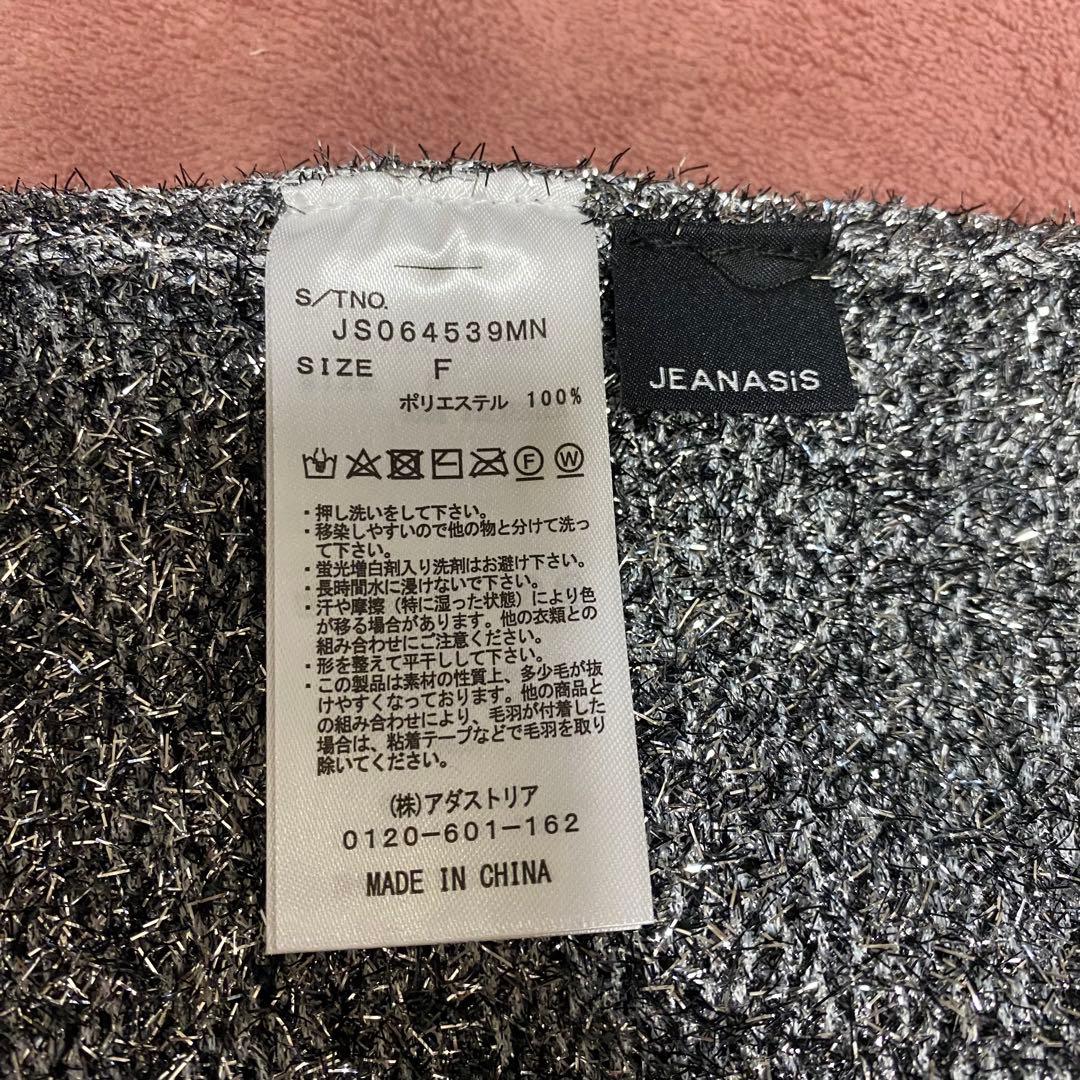 S/TNO.
JS064539MN
SIZE F
ポリエステル 100%
F W
・押し洗いをして下さい。
・移染しやすいので他の物と分けて洗っ
て下さい。
・蛍光増白剤入り洗剤はお避け下さい。
・長時間水に浸けないで下さい。
・汗や摩擦（特に湿った状態）により色
が移る場合があります。他の衣類との
組み合わせにご注意ください。
・形を整えて平干しして下さい。
・この製品は素材の性質上、多少毛が抜
けやすくなっております。他の商品と
の組み合わせにより、毛羽が付着した
場合は、粘着テープなどで毛羽を取り
除いてください。
(株)アダストリア
0120-601-162
MADE IN CHINA
JEANASiS